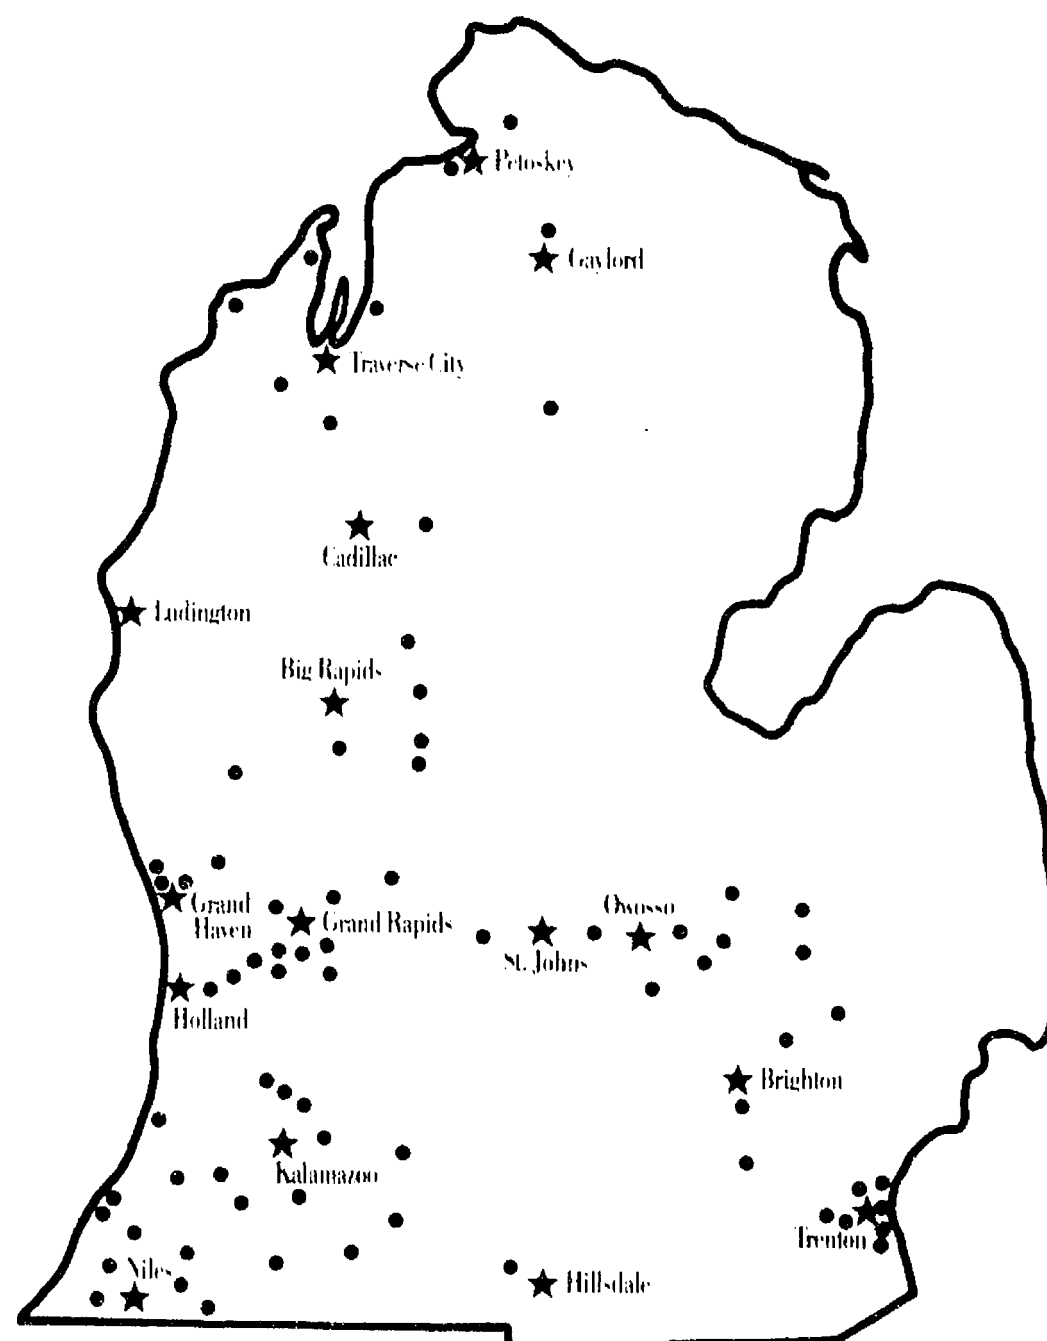 Petoskey
Gaylord
Traverse City
Cadillac
Ludington
Big Rapids
Grand
Haven
Grand Rapids
Owosso
St. Johns
Holland
Brighton
Kalamazoo
Trenton
Niles
Hillsdale